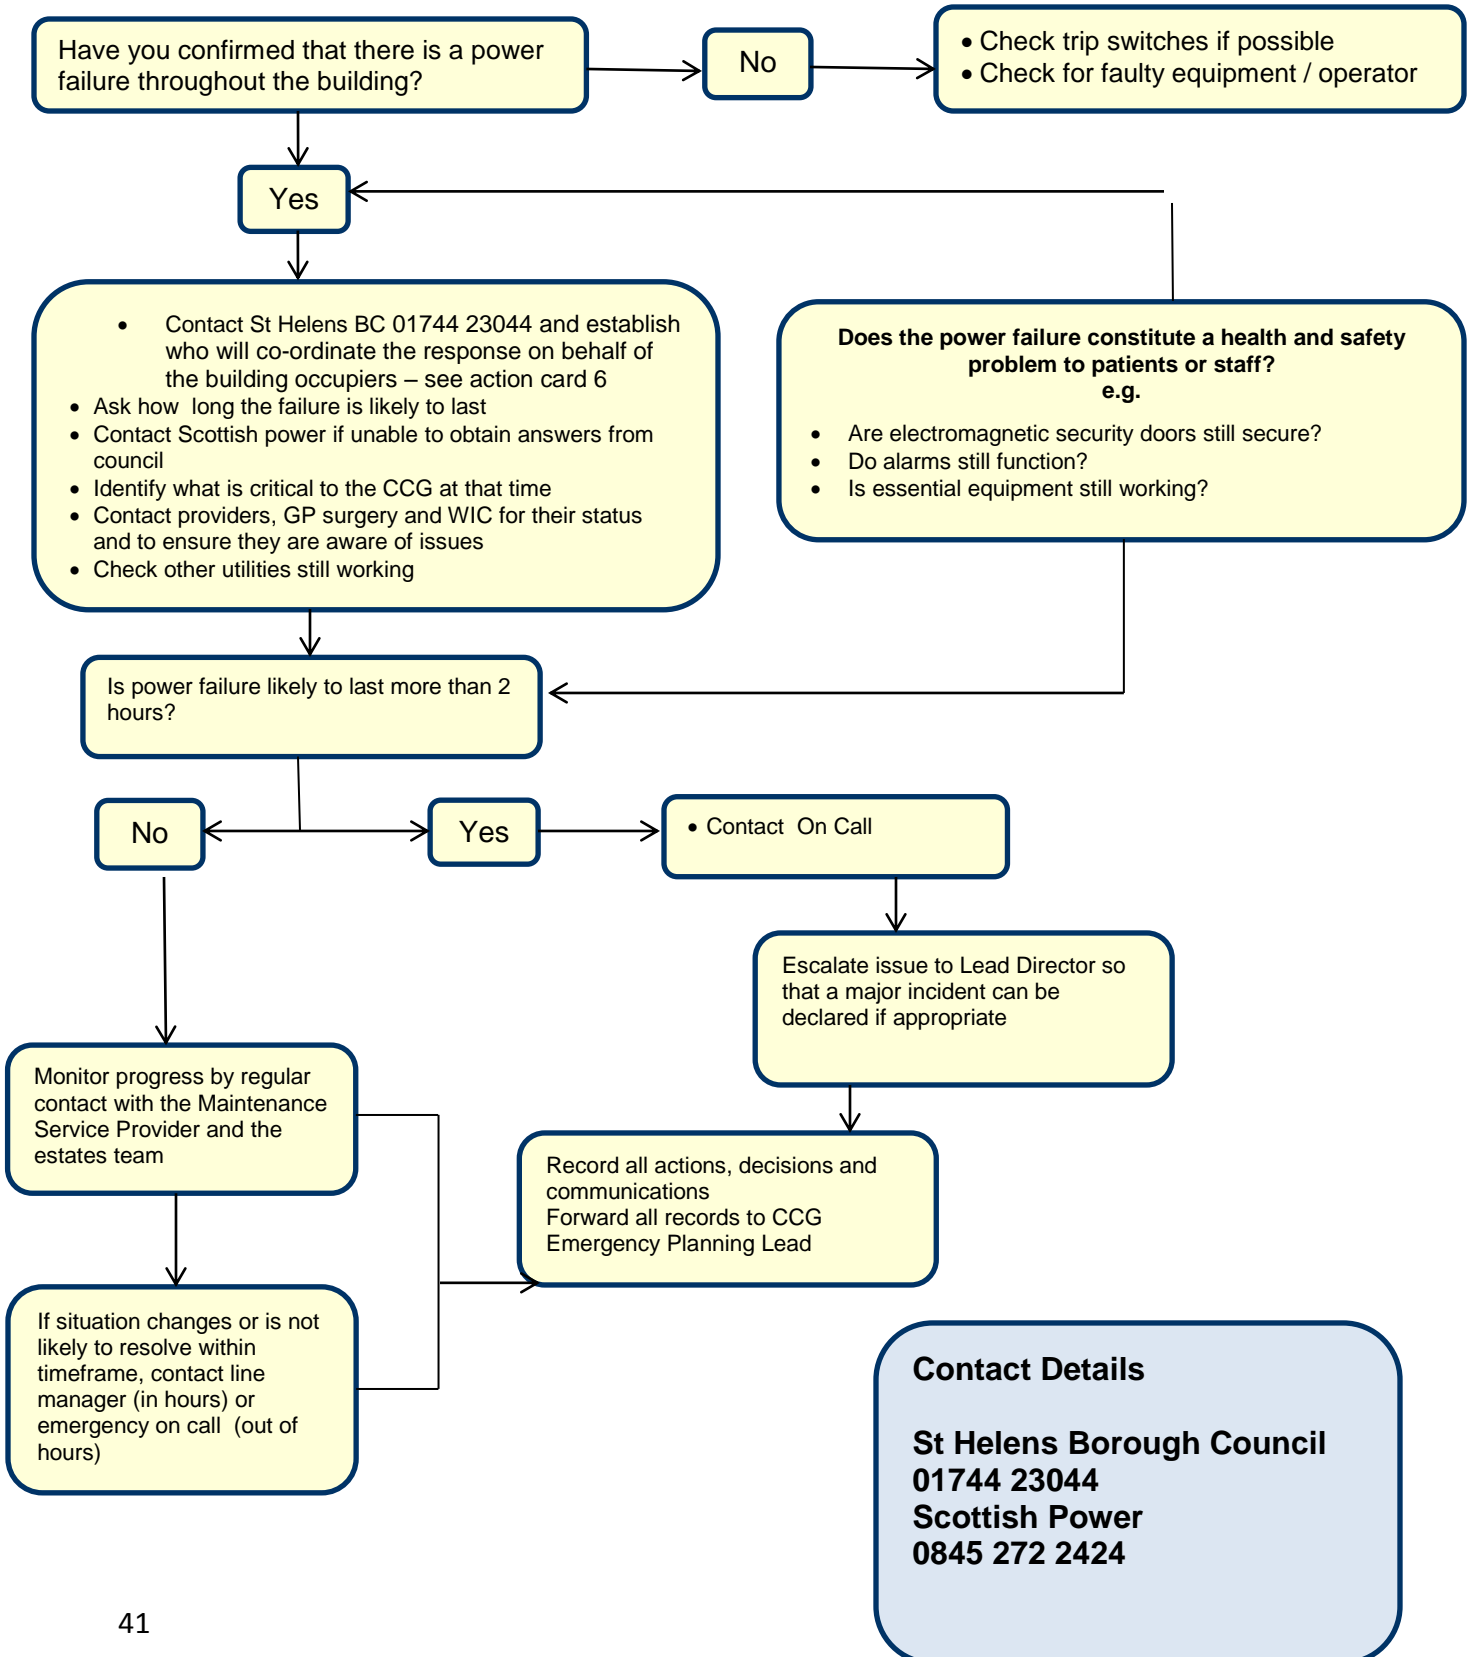 Have you confirmed that there is a power
failure throughout the building?
No
• Check trip switches if possible
• Check for faulty equipment / operator
Yes
• Contact St Helens BC 01744 23044 and establish
who will co-ordinate the response on behalf of
the building occupiers – see action card 6
• Ask how  long the failure is likely to last
• Contact Scottish power if unable to obtain answers from
council
• Identify what is critical to the CCG at that time
• Contact providers, GP surgery and WIC for their status
and to ensure they are aware of issues
• Check other utilities still working
Does the power failure constitute a health and safety
problem to patients or staff?
e.g.
• Are electromagnetic security doors still secure?
• Do alarms still function?
• Is essential equipment still working?
Is power failure likely to last more than 2
hours?
No
Yes
• Contact  On Call
Escalate issue to Lead Director so
that a major incident can be
declared if appropriate
Monitor progress by regular
contact with the Maintenance
Service Provider and the
estates team
Record all actions, decisions and
communications
Forward all records to CCG
Emergency Planning Lead
If situation changes or is not
likely to resolve within
timeframe, contact line
manager (in hours) or
emergency on call  (out of
hours)
Contact Details
St Helens Borough Council
01744 23044
Scottish Power
0845 272 2424
41